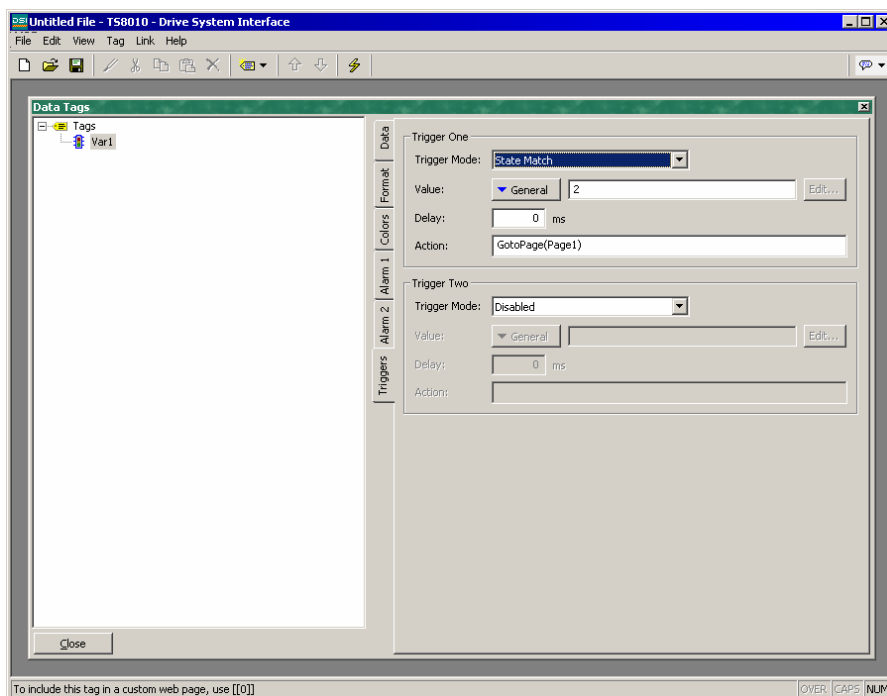 DSI Untitled File - TS8010 - Drive System Interface
File Edit View Tag Link Help
Data Tags
Tags
Var1
Data
Format
Colors
Alarm 1
Alarm 2
Triggers
Trigger One
Trigger Mode: State Match
Value: General 2 Edit...
Delay: 0 ms
Action: GotoPage(Page1)
Trigger Two
Trigger Mode: Disabled
Value: General Edit...
Delay: 0 ms
Action:
Close
To include this tag in a custom web page, use [[0]] OVER CAPS NUM